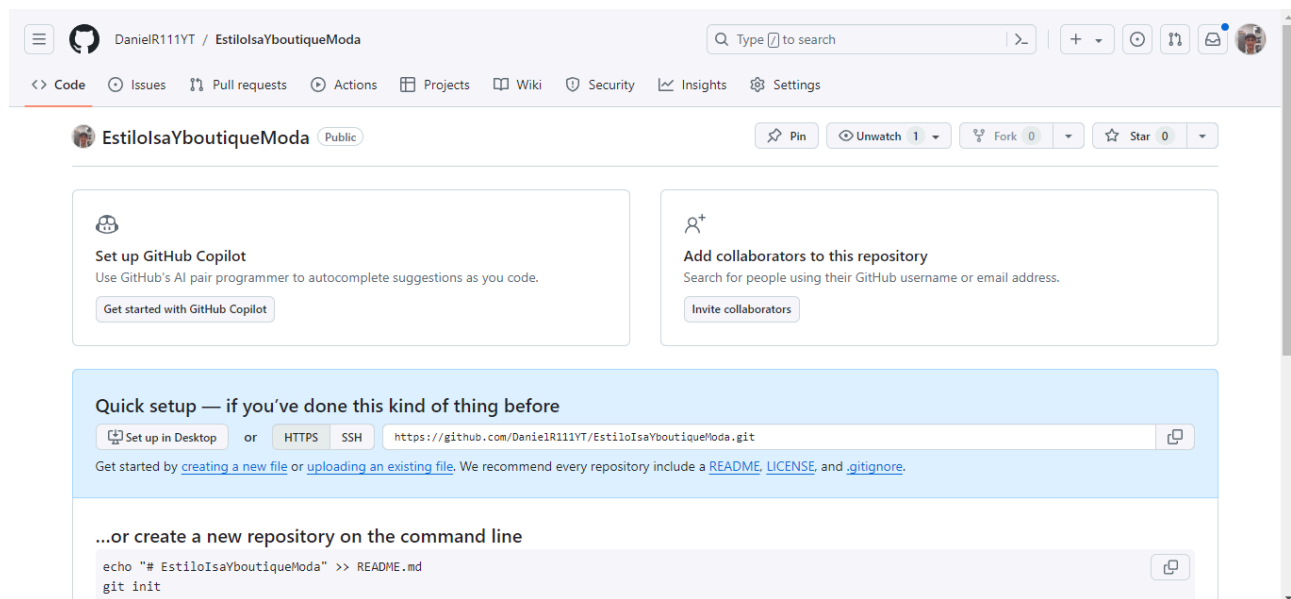 DanielR111YT / EstiloIsaYboutiqueModa
Type / to search
Code Issues Pull requests Actions Projects Wiki Security Insights Settings
EstiloIsaYboutiqueModa Public
Pin Unwatch 1 Fork 0 Star 0
Set up GitHub Copilot
Use GitHub's AI pair programmer to autocomplete suggestions as you code.
Get started with GitHub Copilot
Add collaborators to this repository
Search for people using their GitHub username or email address.
Invite collaborators
Quick setup — if you've done this kind of thing before
Set up in Desktop or HTTPS SSH https://github.com/DanielR111YT/EstiloIsaYboutiqueModa.git
Get started by creating a new file or uploading an existing file. We recommend every repository include a README, LICENSE, and .gitignore.
...or create a new repository on the command line
echo "# EstiloIsaYboutiqueModa" >> README.md
git init